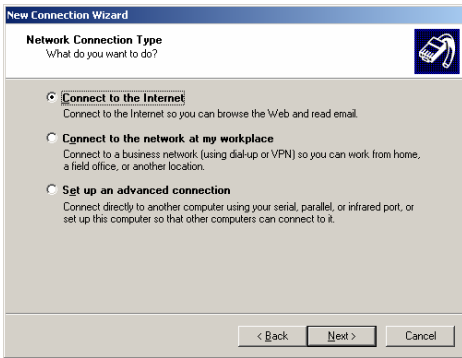 New Connection Wizard
Network Connection Type
What do you want to do?
Connect to the Internet
Connect to the Internet so you can browse the Web and read email.
Connect to the network at my workplace
Connect to a business network (using dial-up or VPN) so you can work from home,
a field office, or another location.
Set up an advanced connection
Connect directly to another computer using your serial, parallel, or infrared port, or
set up this computer so that other computers can connect to it.
< Back
Next >
Cancel